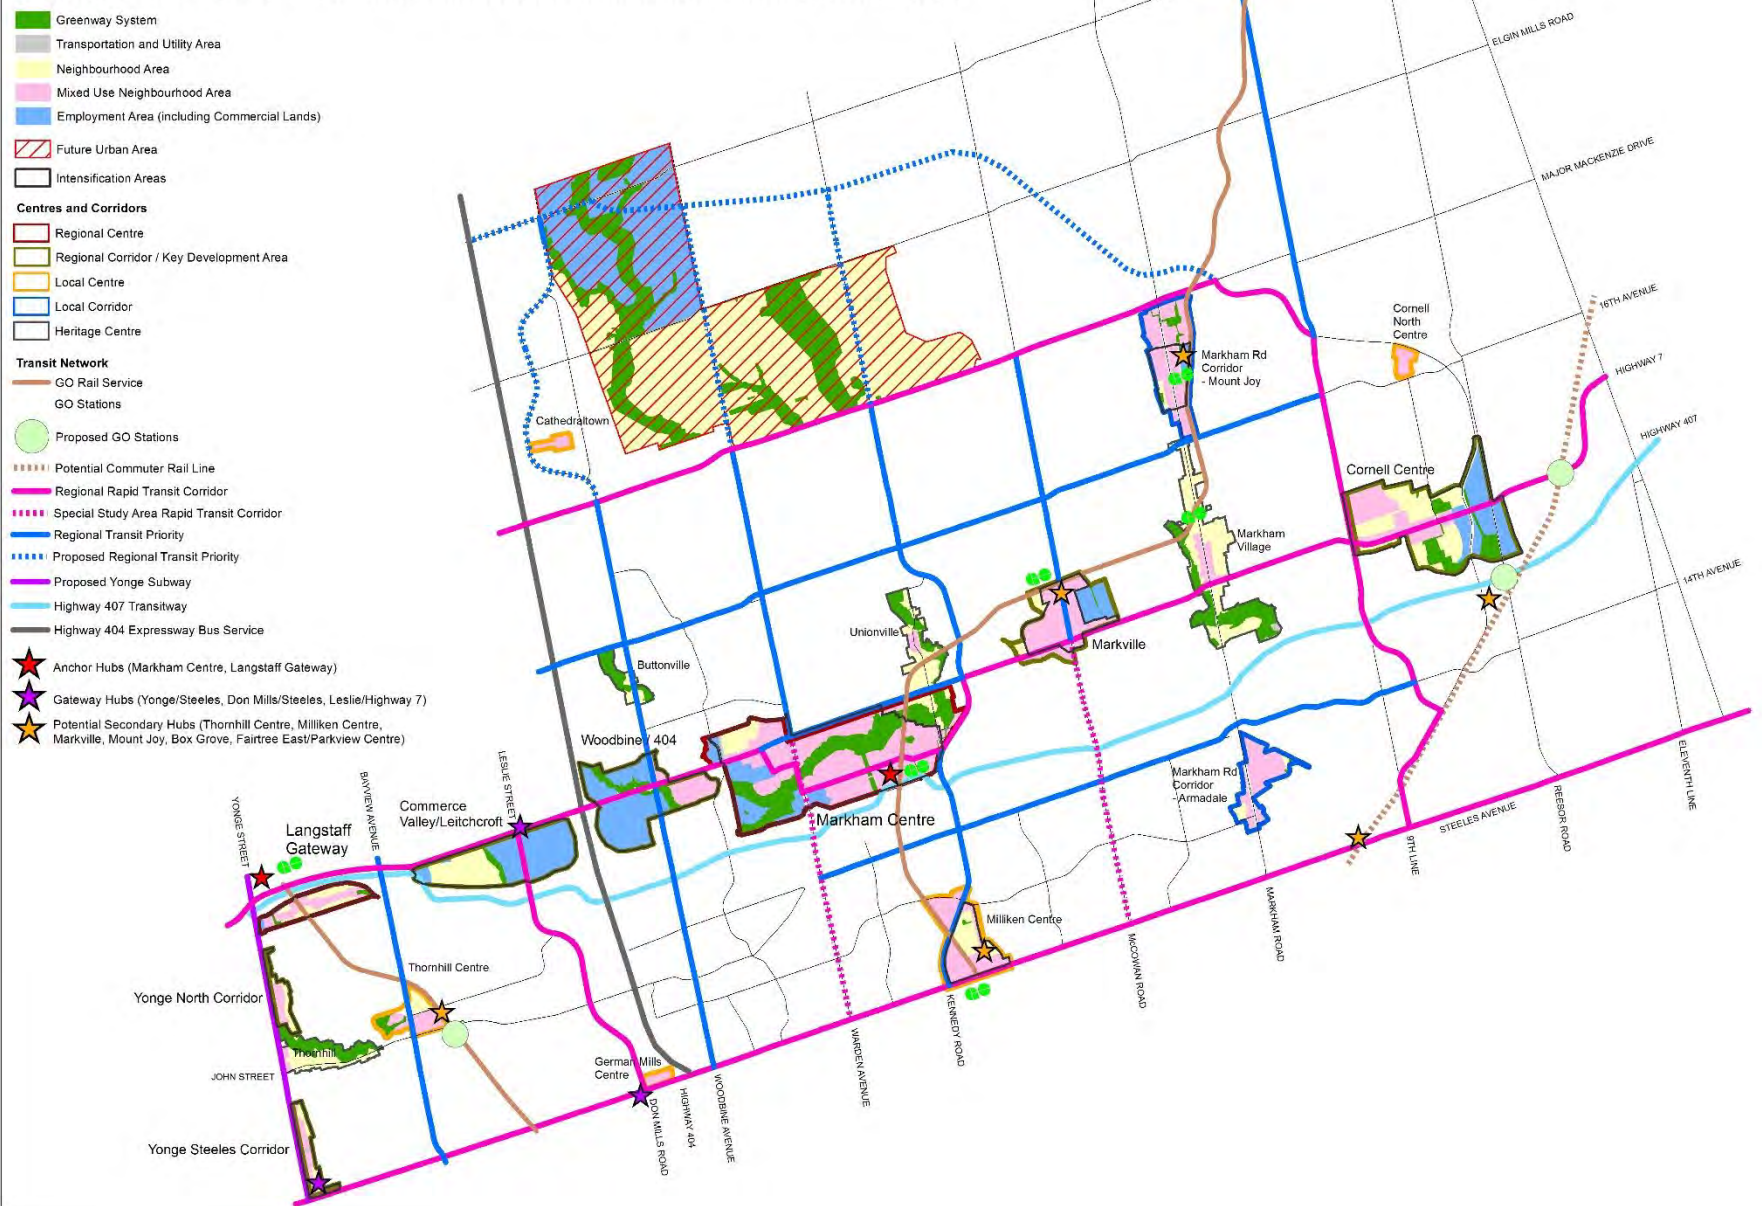 Greenway System
Transportation and Utility Area
Neighbourhood Area
Mixed Use Neighbourhood Area
Employment Area (including Commercial Lands)
Future Urban Area
Intensification Areas
Centres and Corridors
Regional Centre
Regional Corridor / Key Development Area
Local Centre
Local Corridor
Heritage Centre
Transit Network
GO Rail Service
GO Stations
Proposed GO Stations
Potential Commuter Rail Line
Regional Rapid Transit Corridor
Special Study Area Rapid Transit Corridor
Regional Transit Priority
Proposed Regional Transit Priority
Proposed Yonge Subway
Highway 407 Transitway
Highway 404 Expressway Bus Service
Anchor Hubs (Markham Centre, Langstaff Gateway)
Gateway Hubs (Yonge/Steeles, Don Mills/Steeles, Leslie/Highway 7)
Potential Secondary Hubs (Thornhill Centre, Milliken Centre,
Markville, Mount Joy, Box Grove, Fairtree East/Parkview Centre)
ELGIN MILLS ROAD
MAJOR MACKENZIE DRIVE
16TH AVENUE
HIGHWAY 7
HIGHWAY 407
14TH AVENUE
Cornell
North
Centre
Markham Rd
Corridor
- Mount Joy
Cathedraltown
Cornell Centre
Markham
Village
Unionville
Markville
Buttonville
Woodbine / 404
Markham Rd
Corridor
- Armadale
Commerce
Valley/Leitchcroft
Markham Centre
Langstaff
Gateway
YONGE STREET
BAYVIEW AVENUE
LESLIE STREET
ELEVENTH LINE
REESOR ROAD
STEELES AVENUE
9TH LINE
MARKHAM ROAD
McCOWAN ROAD
Milliken Centre
Thornhill Centre
Yonge North Corridor
Thornhill
JOHN STREET
German Mills
Centre
KENNEDY ROAD
WARDEN AVENUE
WOODBINE AVENUE
HIGHWAY 404
DON MILLS ROAD
Yonge Steeles Corridor